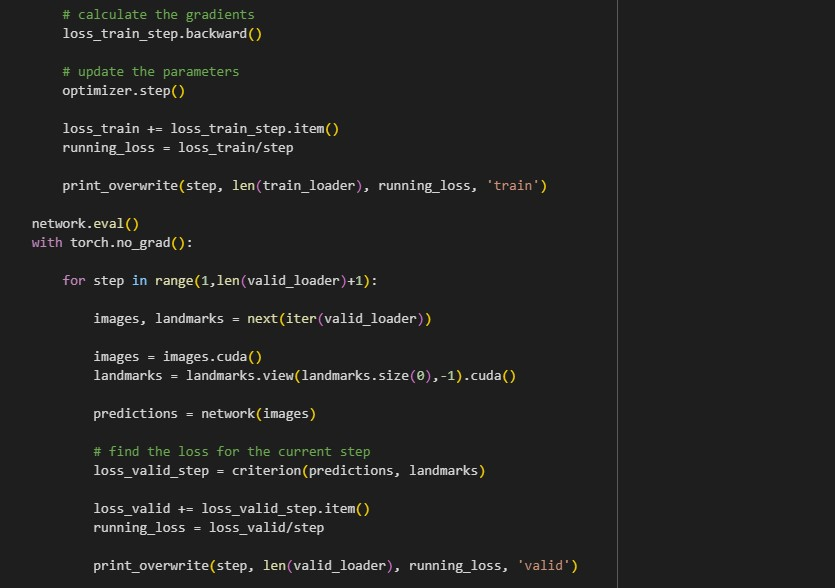 # calculate the gradients
loss_train_step.backward()
# update the parameters
optimizer.step()
loss_train += loss_train_step.item()
running_loss = loss_train/step
print_overwrite(step, len(train_loader), running_loss, 'train')
network.eval()
with torch.no_grad():
for step in range(1,len(valid_loader)+1):
images, landmarks = next(iter(valid_loader))
images = images.cuda()
landmarks = landmarks.view(landmarks.size(0),-1).cuda()
predictions = network(images)
# find the loss for the current step
loss_valid_step = criterion(predictions, landmarks)
loss_valid += loss_valid_step.item()
running_loss = loss_valid/step
print_overwrite(step, len(valid_loader), running_loss, 'valid')